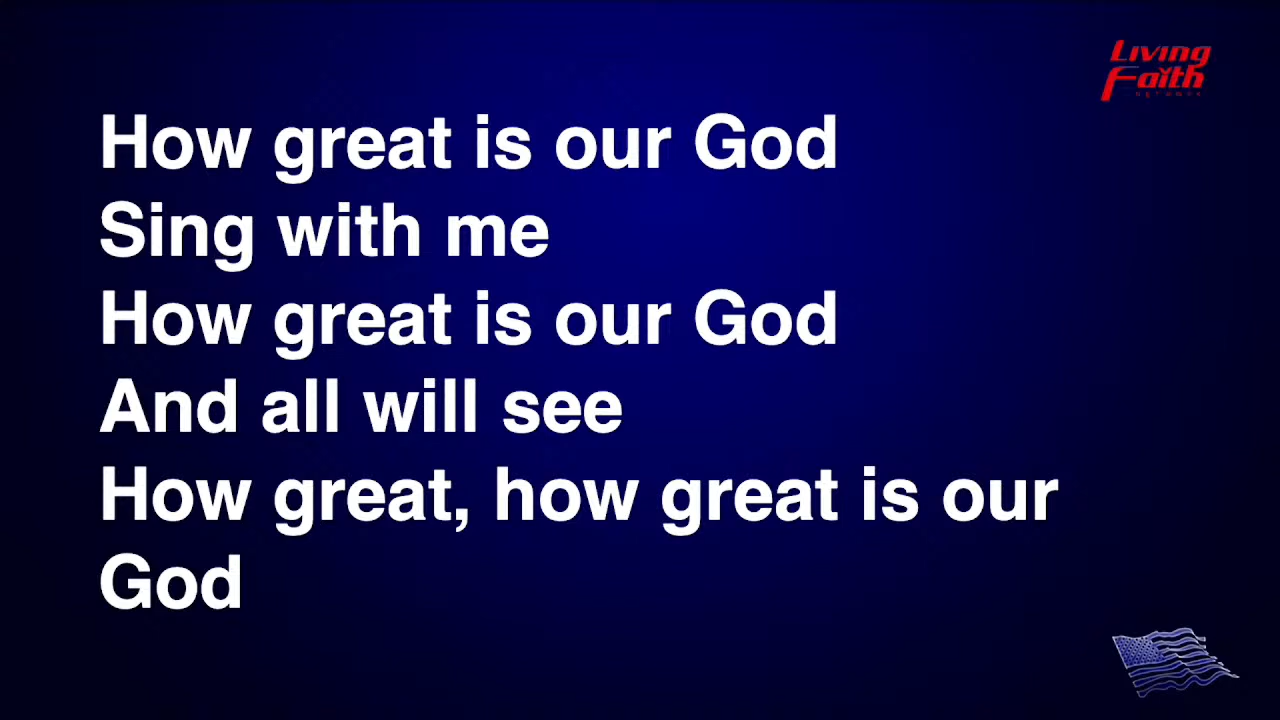 Living
Faith
NETWORK
How great is our God
Sing with me
How great is our God
And all will see
How great, how great is our
God